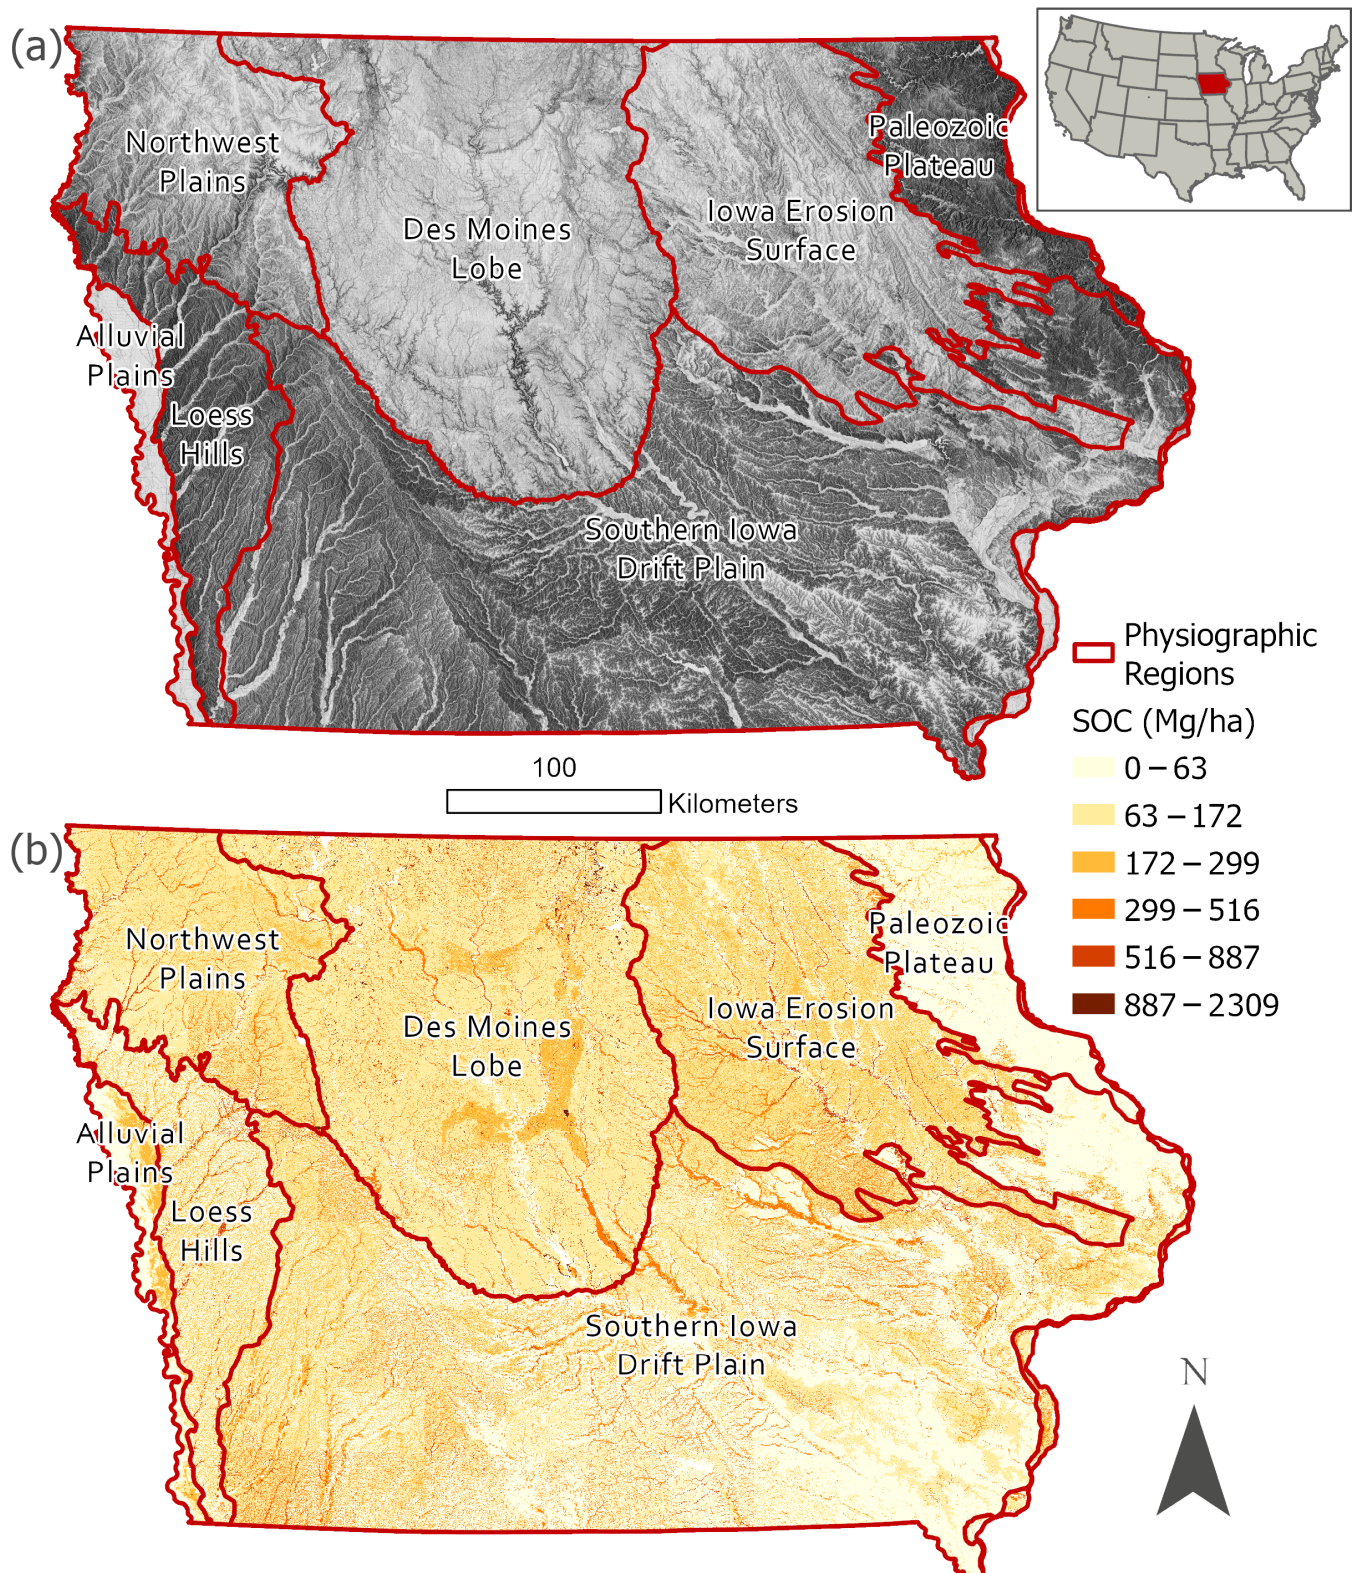 (a)
Northwest
Plains
Des Moines
Lobe
Paleozoic
Plateau
Iowa Erosion
Surface
Alluvial
Plains
Loess
Hills
Southern Iowa
Drift Plain
Physiographic
Regions
SOC (Mg/ha)
0 – 63
63 – 172
172 – 299
299 – 516
516 – 887
887 – 2309
100
Kilometers
(b)
Northwest
Plains
Des Moines
Lobe
Paleozoic
Plateau
Iowa Erosion
Surface
Alluvial
Plains
Loess
Hills
Southern Iowa
Drift Plain
N